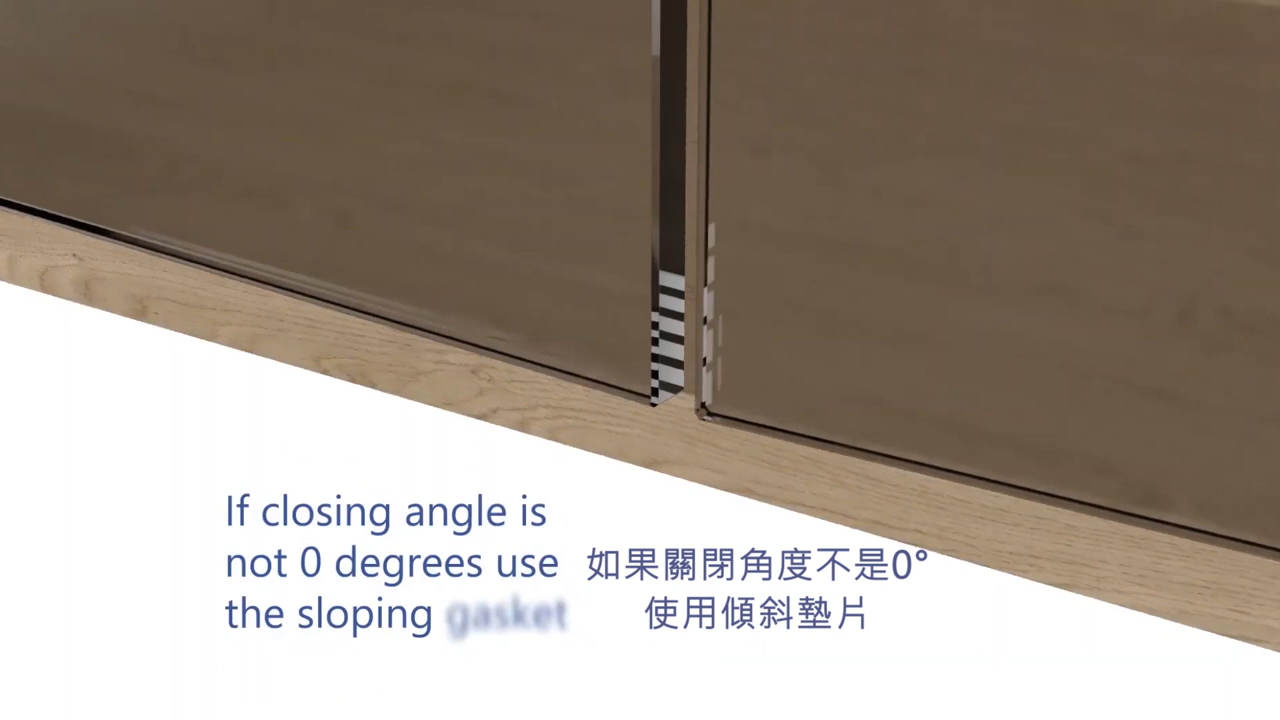 If closing angle is
not 0 degrees use
the sloping gasket
如果關閉角度不是0°
使用傾斜墊片